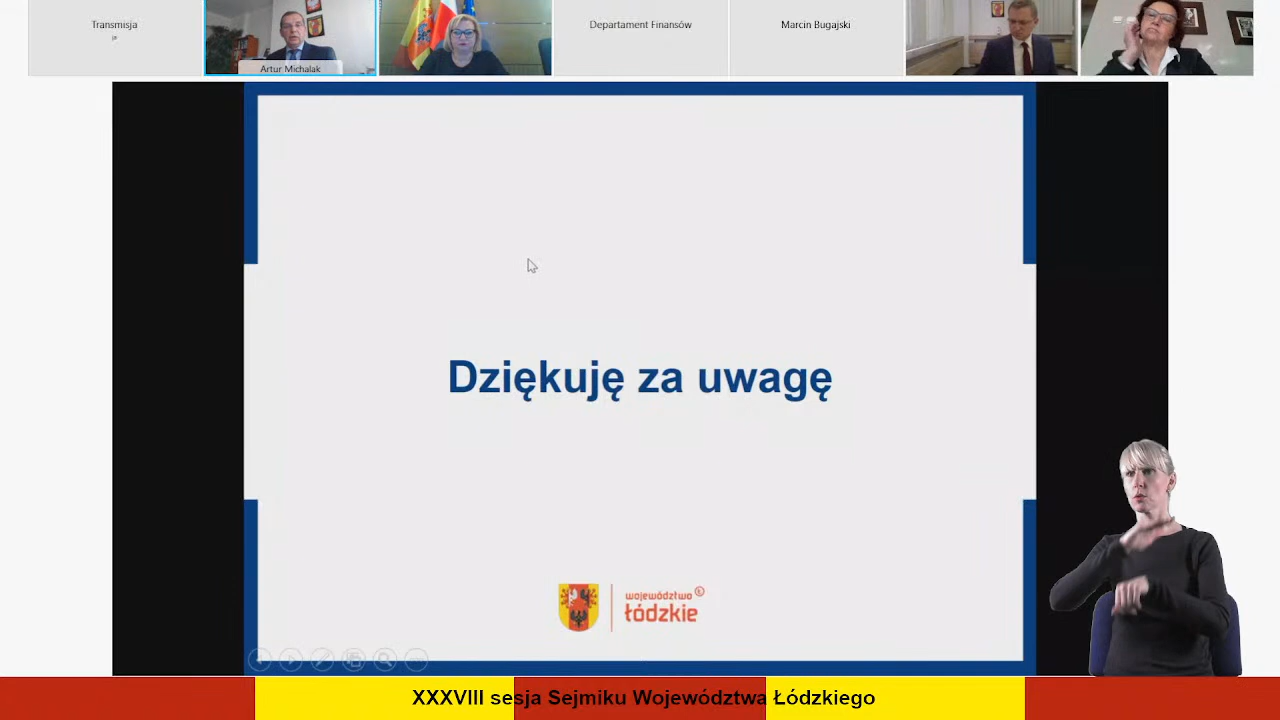 Transmisja
Artur Michalak
Departament Finansów
Marcin Bugajski
Dziękuję za uwagę
województwo
łódzkie
XXXVIII sesja Sejmiku Województwa Łódzkiego